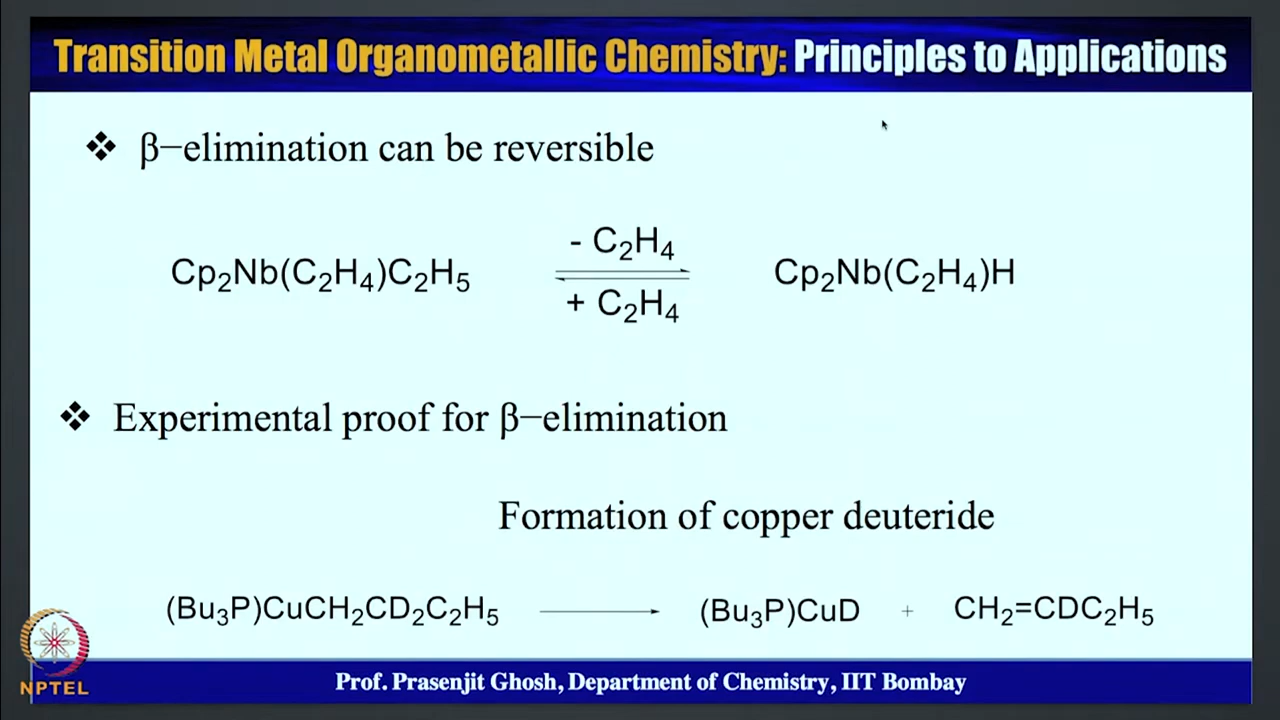 Transition Metal Organometallic Chemistry: Principles to Applications
❖ β−elimination can be reversible
- C₂H₄
Cp₂Nb(C₂H₄)C₂H₅ Cp₂Nb(C₂H₄)H
+ C₂H₄
❖ Experimental proof for β−elimination
Formation of copper deuteride
(Bu₃P)CuCH₂CD₂C₂H₅ (Bu₃P)CuD + CH₂=CDC₂H₅
NPTEL
Prof. Prasenjit Ghosh, Department of Chemistry, IIT Bombay